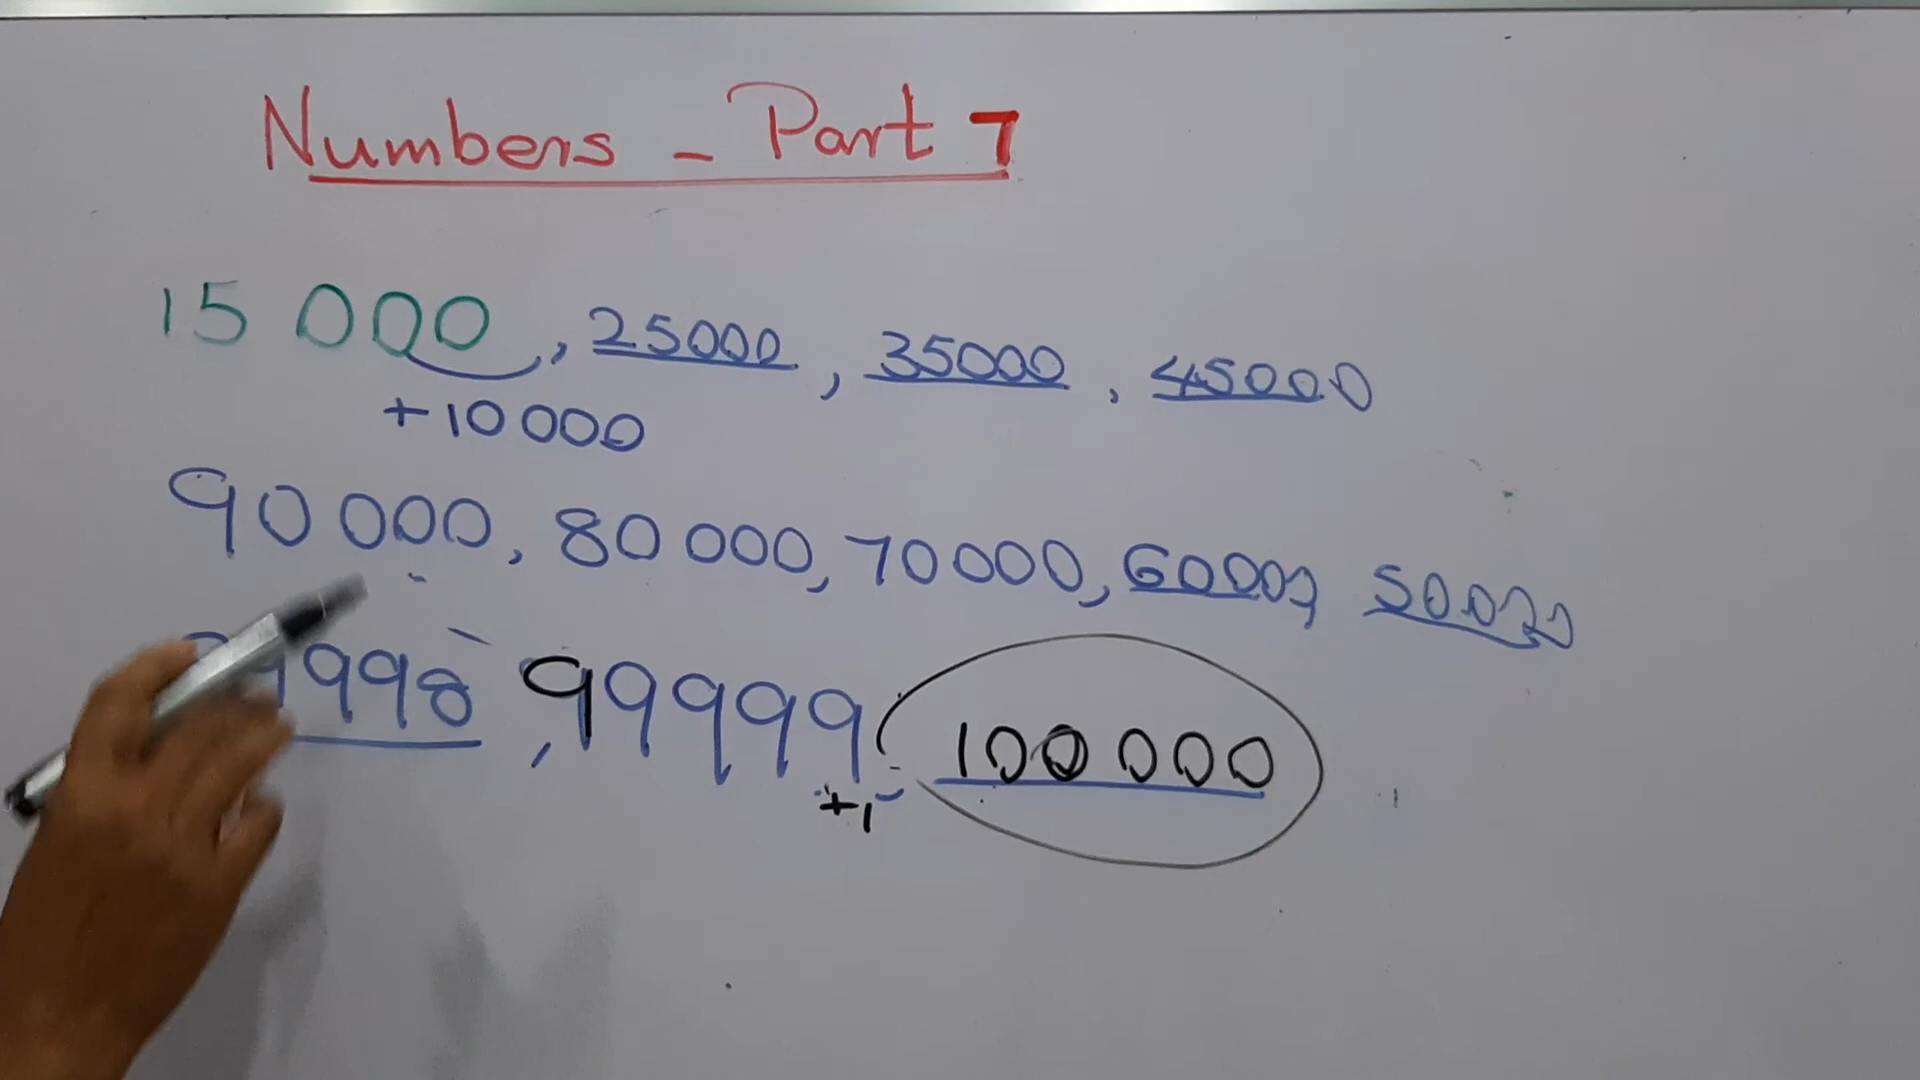 Numbers - Part 7
15 000, 25000, 35000, 45000
+10 000
90 000, 80 000, 70 000, 60000, 50000
99998, 99999, 100 000
+1